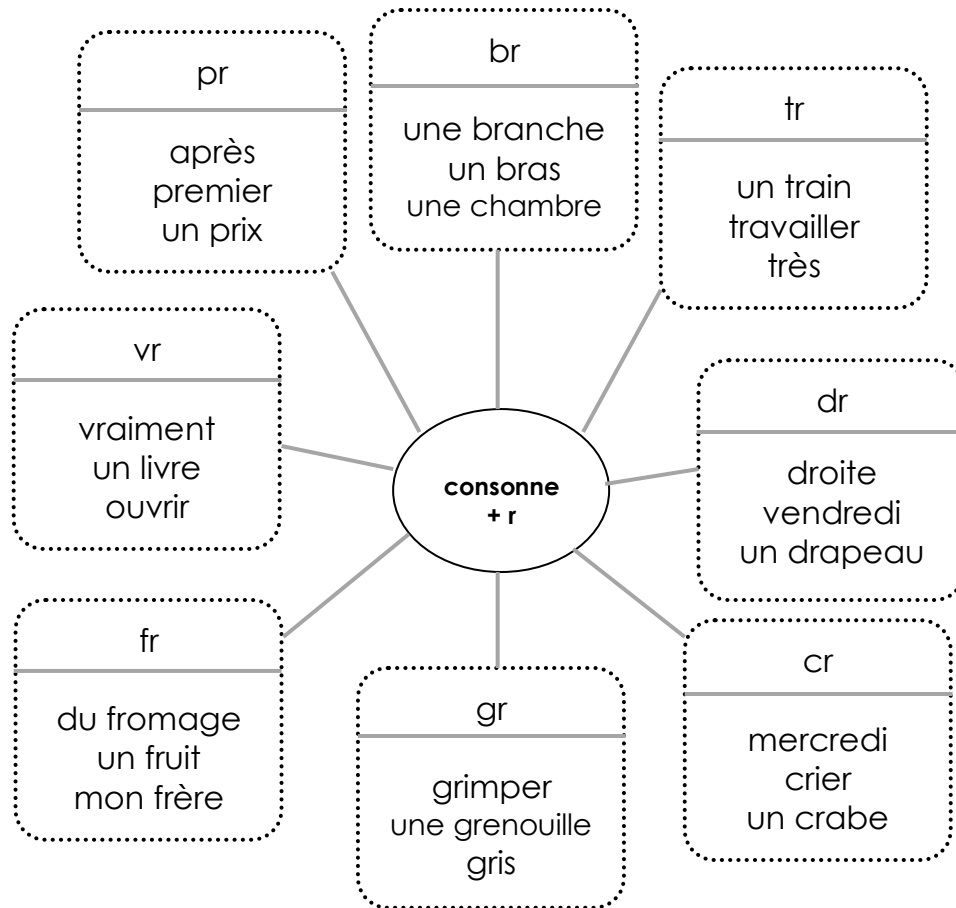 pr
après
premier
un prix
br
une branche
un bras
une chambre
tr
un train
travailler
très
vr
vraiment
un livre
ouvrir
consonne
+ r
dr
droite
vendredi
un drapeau
fr
du fromage
un fruit
mon frère
gr
grimper
une grenouille
gris
cr
mercredi
crier
un crabe